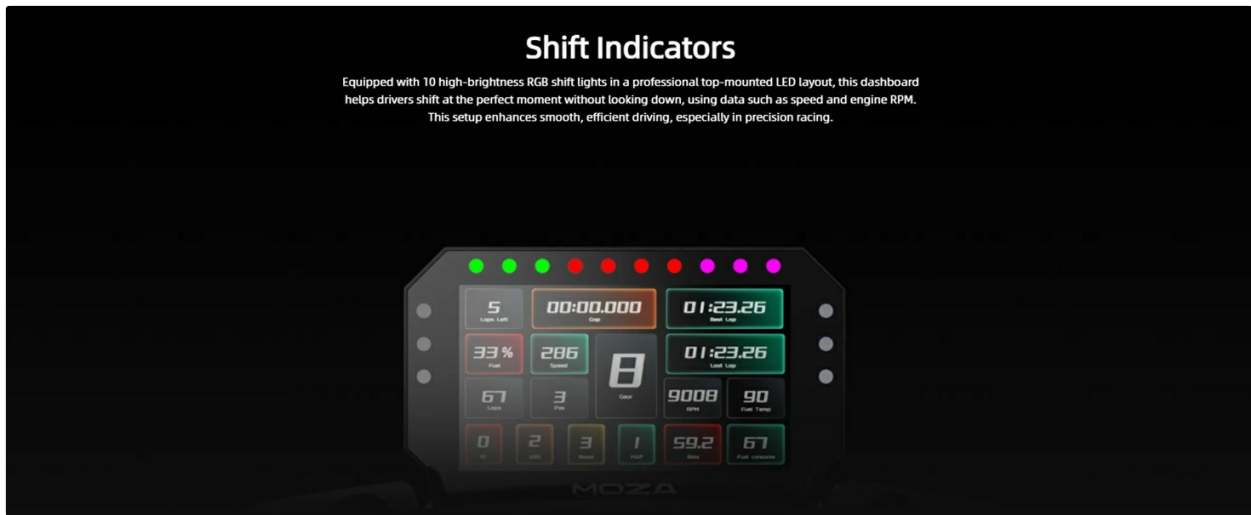 Shift Indicators
Equipped with 10 high-brightness RGB shift lights in a professional top-mounted LED layout, this dashboard
helps drivers shift at the perfect moment without looking down, using data such as speed and engine RPM.
This setup enhances smooth, efficient driving, especially in precision racing.
5 00:00.000 01:23.26
Laps Left Gap Best Lap
33% 286 8 01:23.26
Fuel Speed Last Lap
67 3 Gear 9008 90
Laps Pos RPM Fuel Temp
0 2 3 1 59.2 67
Fuel consume
MOZA